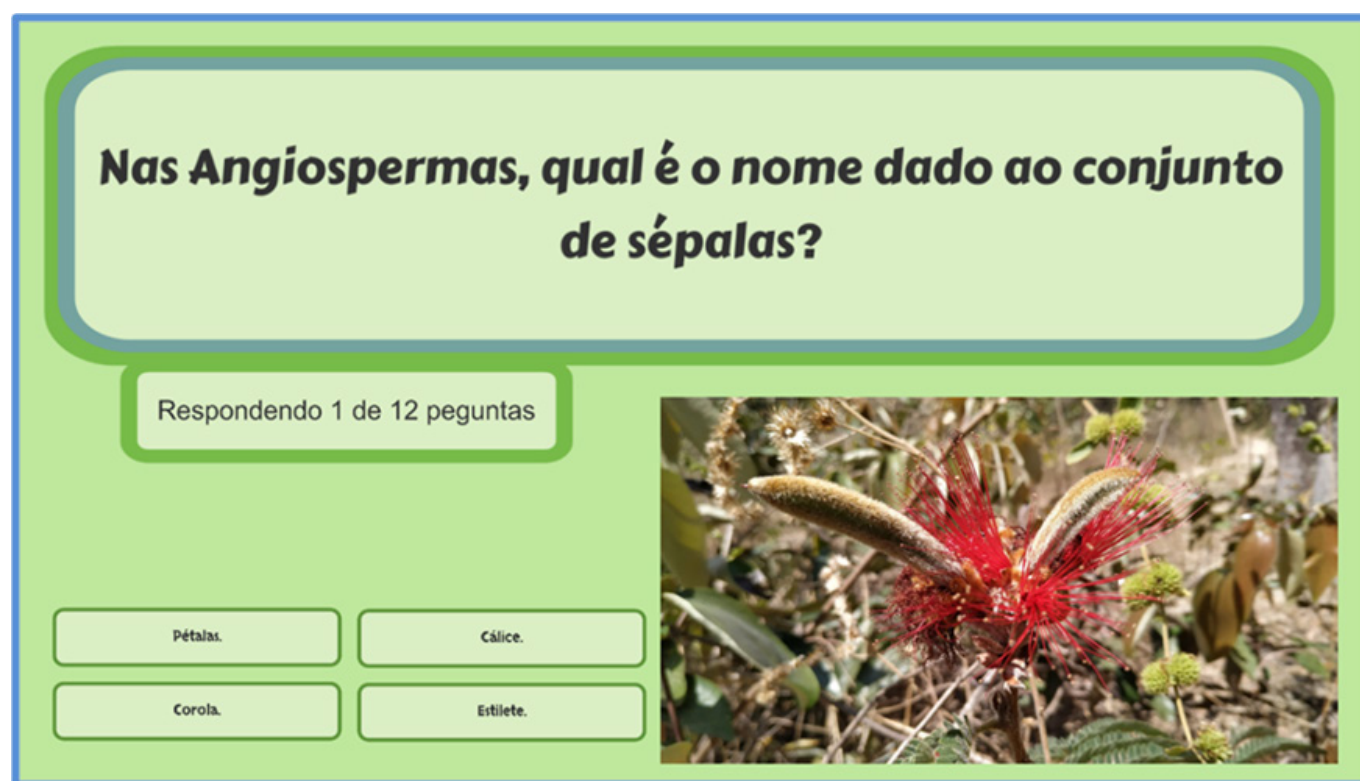 Nas Angiospermas, qual é o nome dado ao conjunto
de sépalas?
Respondendo 1 de 12 peguntas
Pétalas.
Cálice.
Corola.
Estilete.